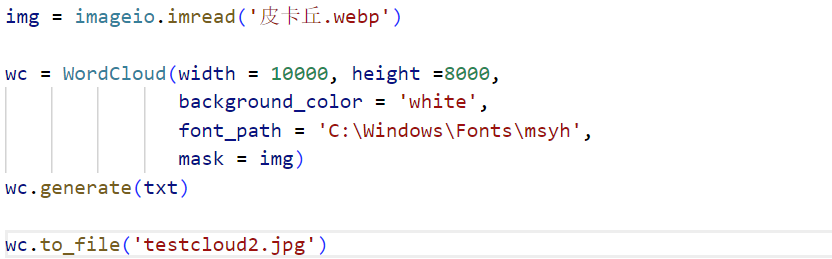 img = imageio.imread('皮卡丘.webp')
wc = WordCloud(width = 10000, height =8000,
background_color = 'white',
font_path = 'C:\Windows\Fonts\msyh',
mask = img)
wc.generate(txt)
wc.to_file('testcloud2.jpg')